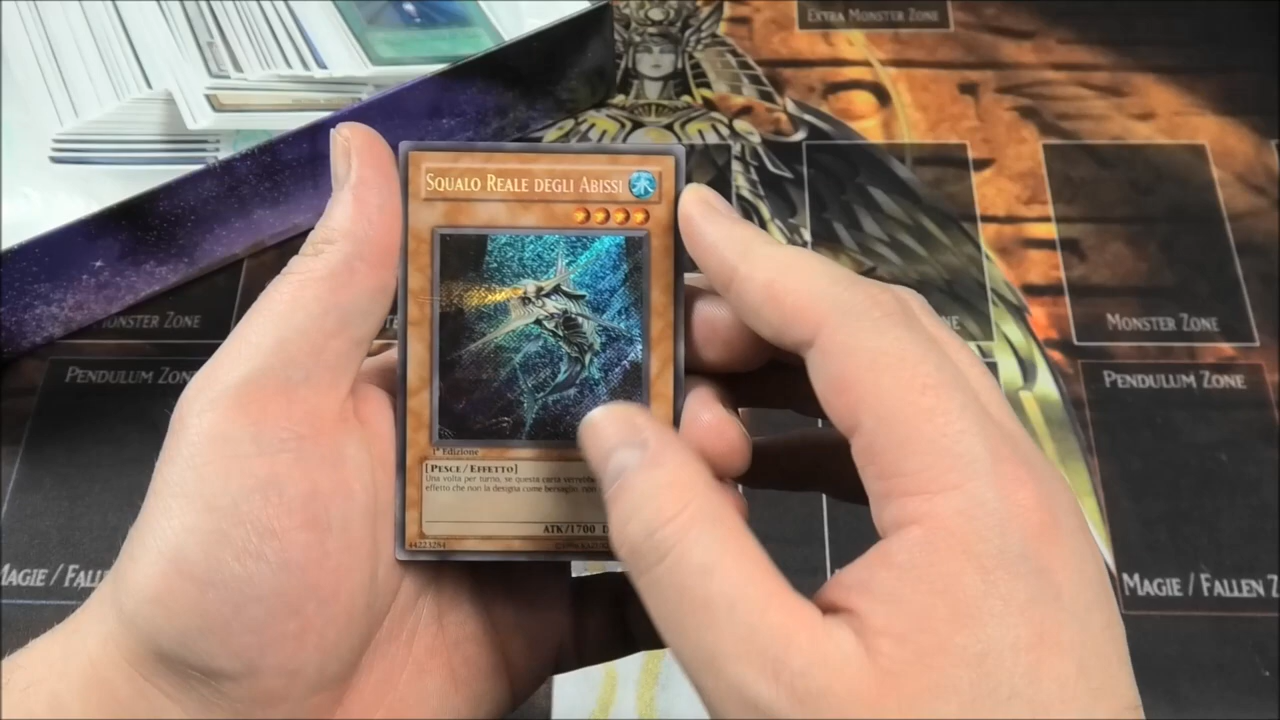 EXTRA MONSTER ZONE
SQUALO REALE DEGLI ABISSI
水
MONSTER ZONE
MONSTER ZONE
PENDULUM ZONE
PENDULUM ZONE
1ª Edizione
[PESCE/EFFETTO]
Una volta per turno, se questa carta verrebbe
effetto che non la designa come bersaglio, non
ATK/1700
44223284
MAGIE / FALLEN
MAGIE / FALLEN Z